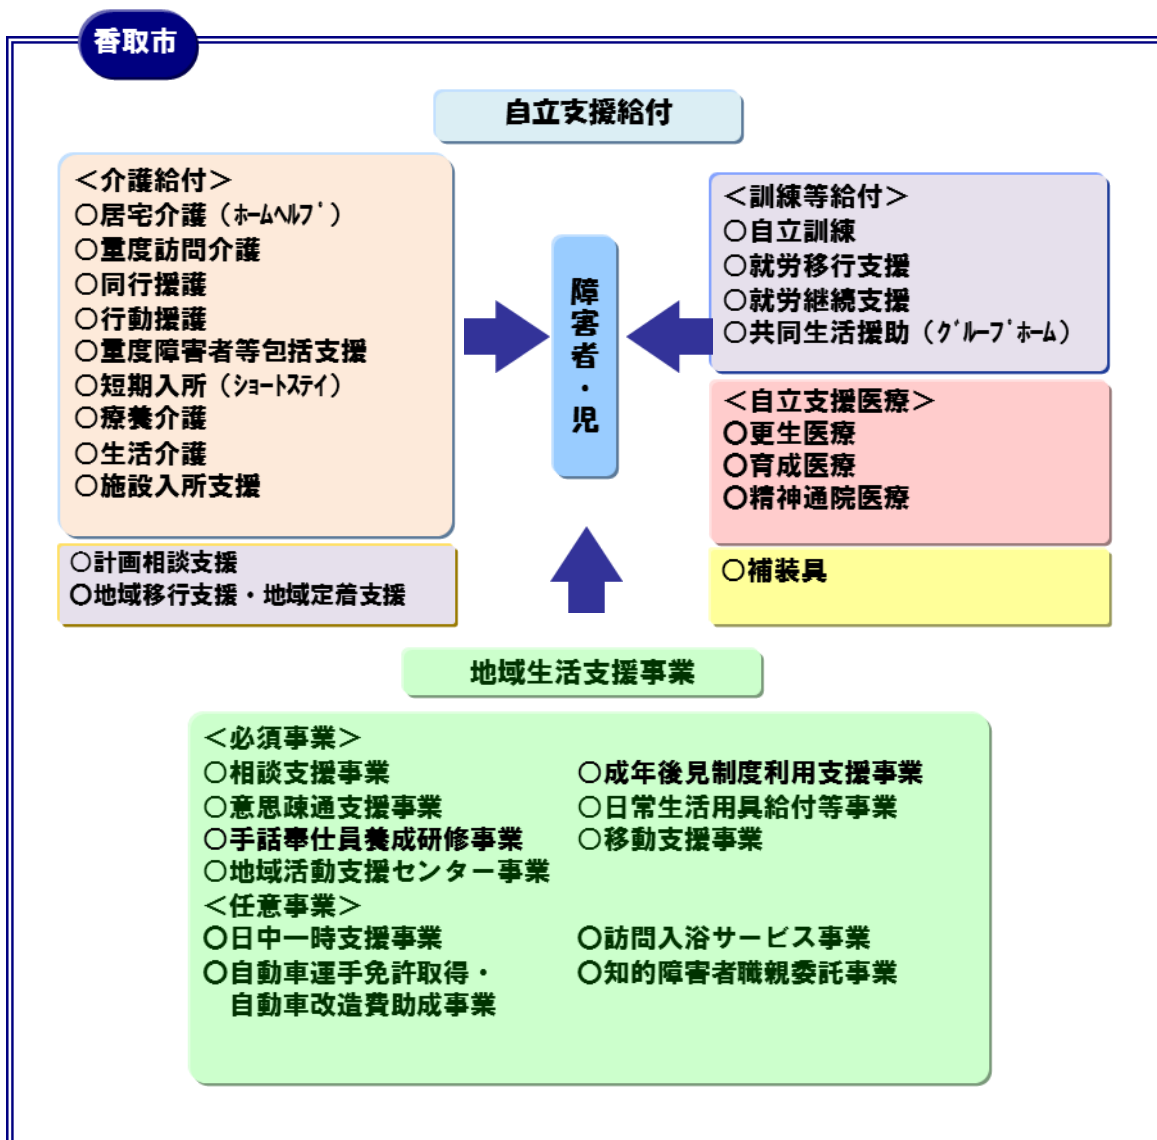 香取市
自立支援給付
＜介護給付＞
○居宅介護（ﾎｰﾑﾍﾙﾌﾟ）
○重度訪問介護
○同行援護
○行動援護
○重度障害者等包括支援
○短期入所（ｼｮｰﾄｽﾃｲ）
○療養介護
○生活介護
○施設入所支援
○計画相談支援
○地域移行支援・地域定着支援
障害者・児
＜訓練等給付＞
○自立訓練
○就労移行支援
○就労継続支援
○共同生活援助（ｸﾞﾙｰﾌﾟﾎｰﾑ）
＜自立支援医療＞
○更生医療
○育成医療
○精神通院医療
○補装具
地域生活支援事業
＜必須事業＞
○相談支援事業
○成年後見制度利用支援事業
○意思疎通支援事業
○日常生活用具給付等事業
○手話奉仕員養成研修事業
○移動支援事業
○地域活動支援センター事業
＜任意事業＞
○日中一時支援事業
○訪問入浴サービス事業
○自動車運手免許取得・
自動車改造費助成事業
○知的障害者職親委託事業